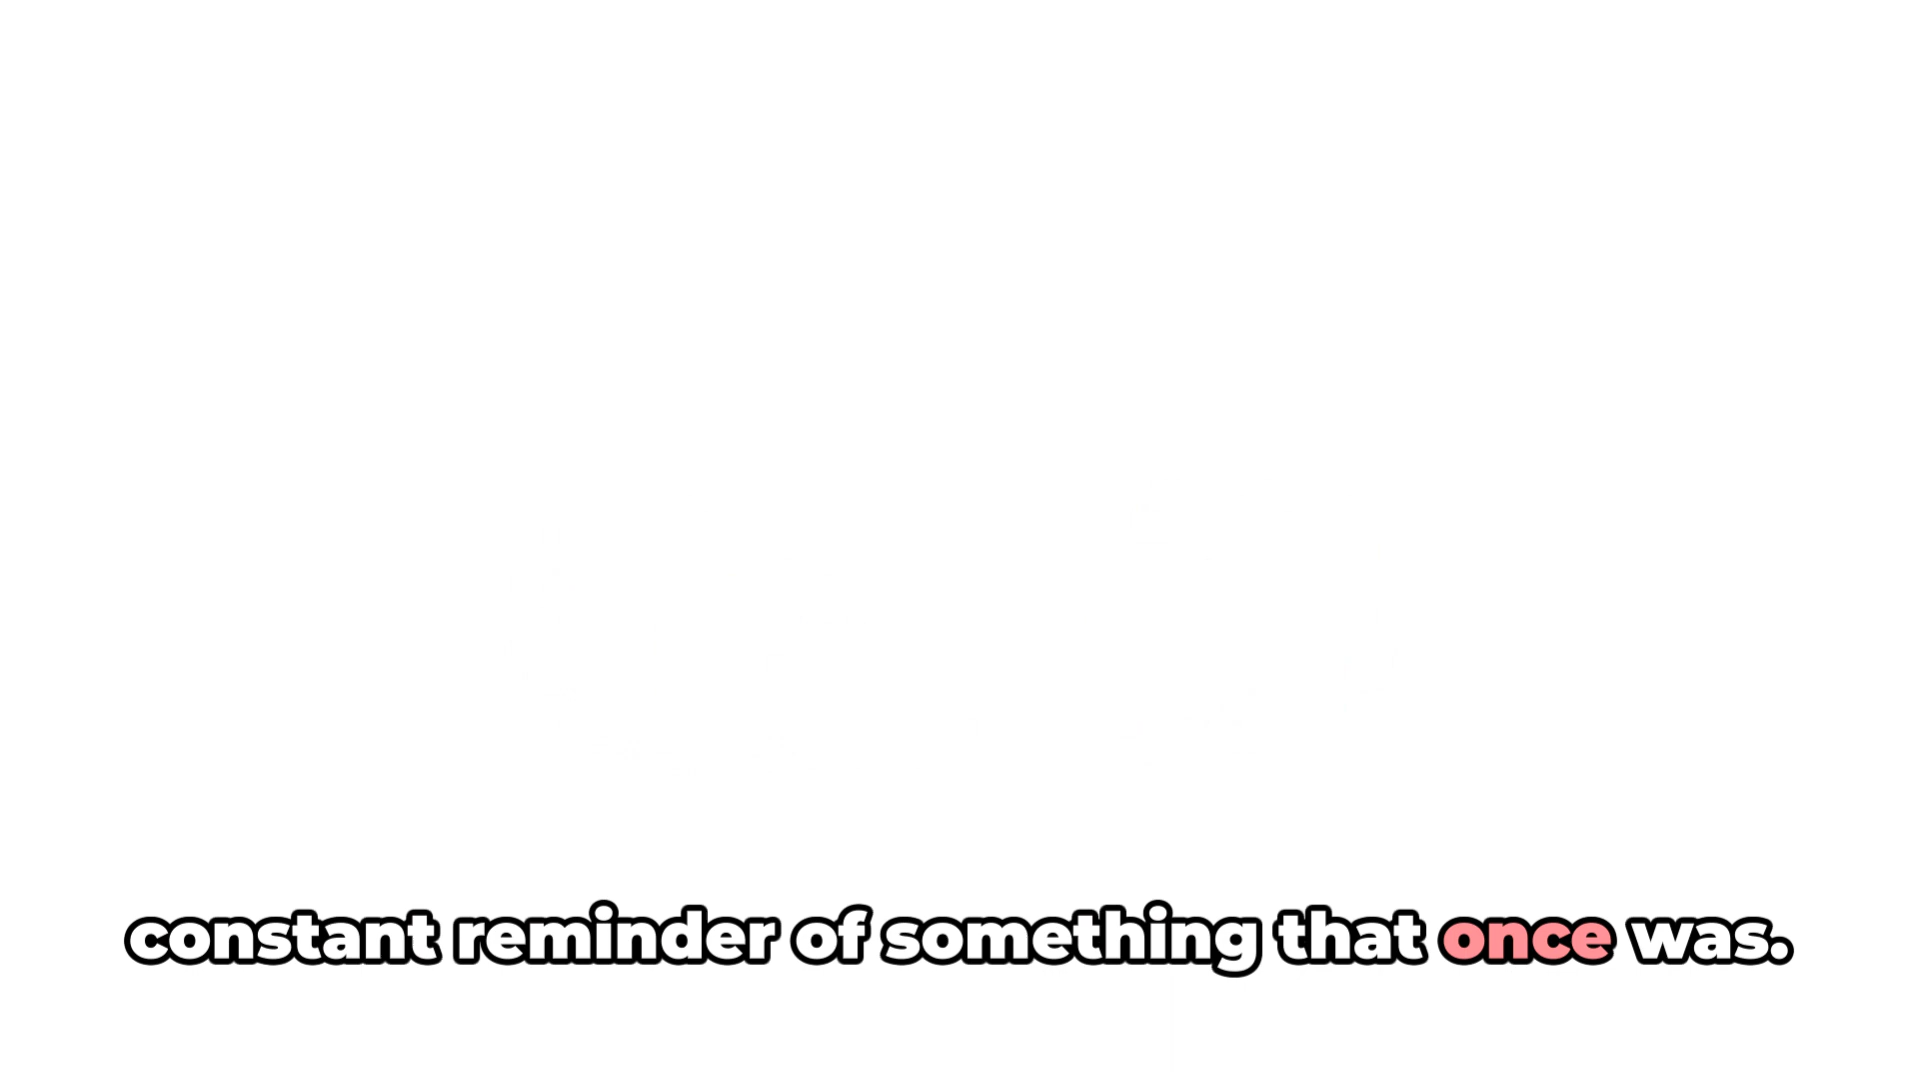 constant reminder of something that once was.